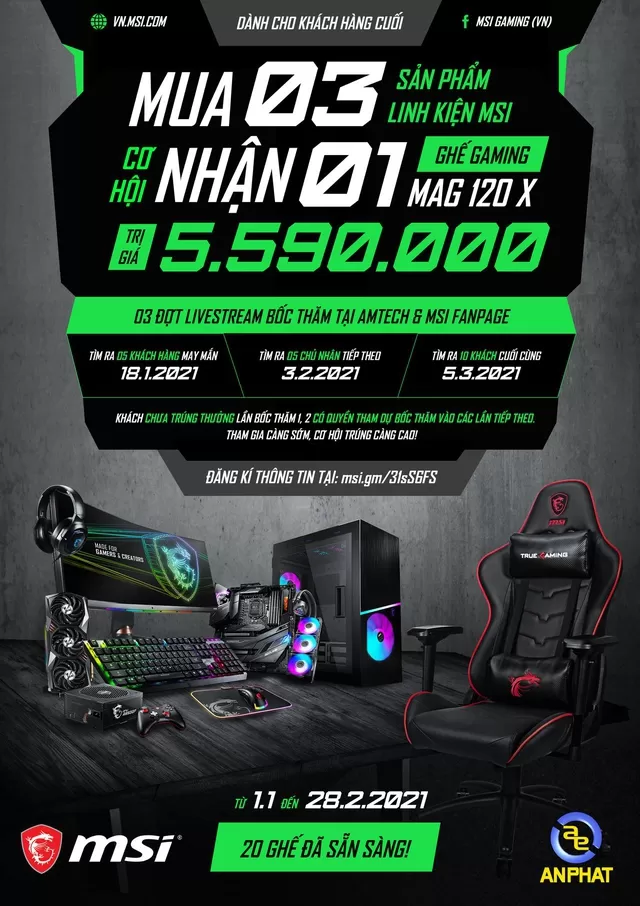 VN.MSI.COM
DÀNH CHO KHÁCH HÀNG CUỐI
MSI GAMING (VN)
MUA 03 SẢN PHẨM
LINH KIỆN MSI
CƠ HỘI NHẬN 01 GHẾ GAMING
MAG 120 X
TRỊ GIÁ 5.590.000
03 ĐỢT LIVESTREAM BỐC THĂM TẠI AMTECH & MSI FANPAGE
TÌM RA 05 KHÁCH HÀNG MAY MẮN
18.1.2021
TÌM RA 05 CHỦ NHÂN TIẾP THEO
3.2.2021
TÌM RA 10 KHÁCH CUỐI CÙNG
5.3.2021
KHÁCH CHƯA TRÚNG THƯỞNG LẦN BỐC THĂM 1, 2 CÓ QUYỀN THAM DỰ BỐC THĂM VÀO CÁC LẦN TIẾP THEO.
THAM GIA CÀNG SỚM, CƠ HỘI TRÚNG CÀNG CAO!
ĐĂNG KÍ THÔNG TIN TẠI: msi.gm/3lsS6FS
MADE FOR
GAMERS & CREATORS
TRUE GAMING
TỪ 1.1 ĐẾN 28.2.2021
msi
20 GHẾ ĐÃ SẴN SÀNG!
ANPHAT